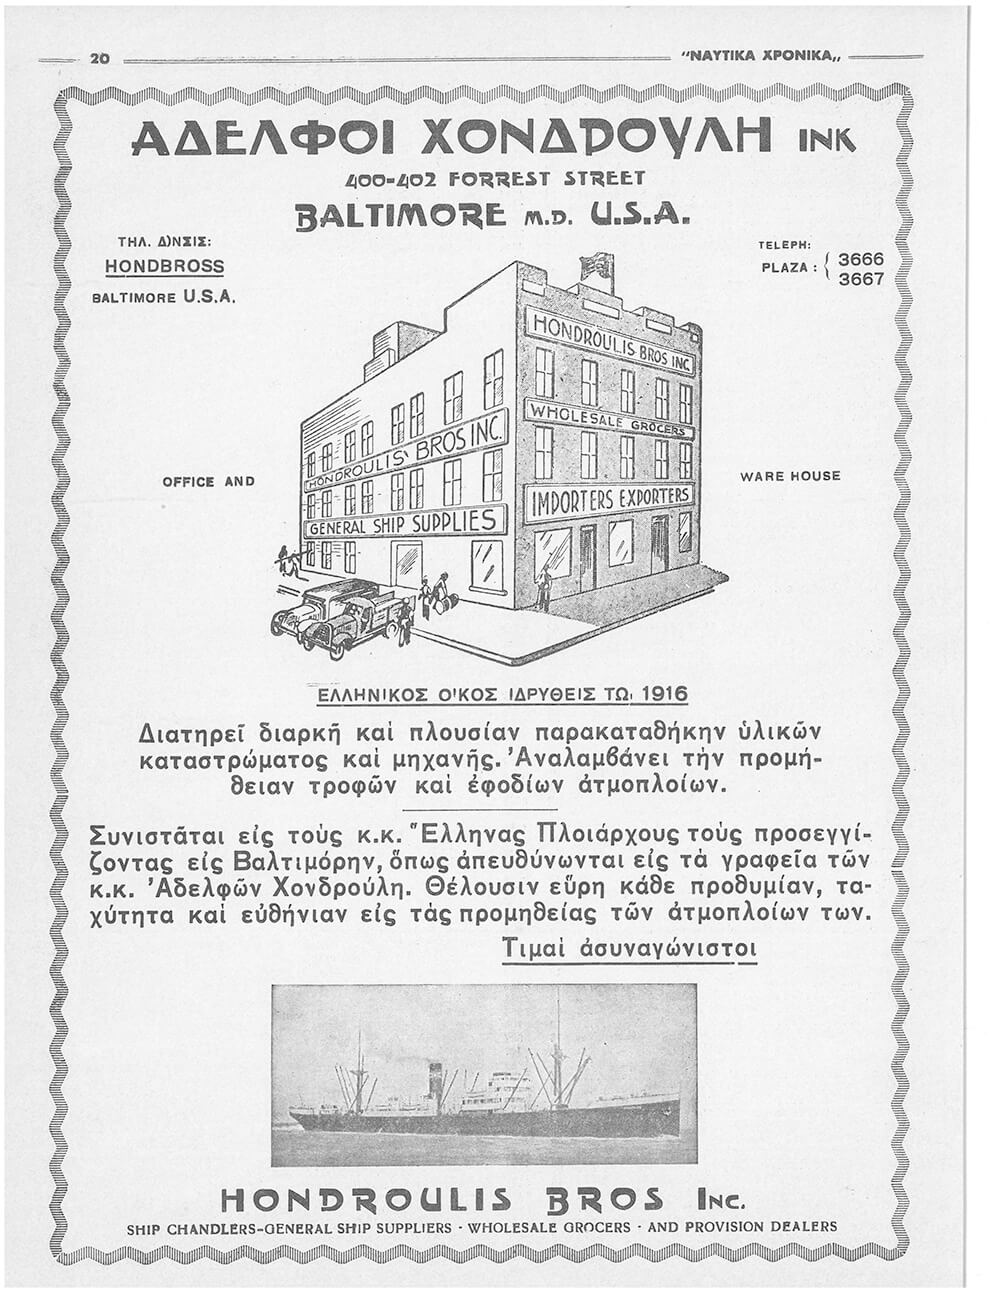 20
"ΝΑΥΤΙΚΑ ΧΡΟΝΙΚΑ„
ΑΔΕΛΦΟΙ ΧΟΝΔΡΟΥΛΗ INK
400-402 FORREST STREET
BALTIMORE M.D. U.S.A.
ΤΗΛ. Δ)ΝΣΙΣ:
HONDBROSS
BALTIMORE U.S.A.
TELEPH:
PLAZA : { 3666
3667
HONDROULIS BROS INC.
WHOLESALE GROCERS
IMPORTERS EXPORTERS
HONDROULIS BROS INC.
GENERAL SHIP SUPPLIES
OFFICE AND
WARE HOUSE
ΕΛΛΗΝΙΚΟΣ Ο'ΚΟΣ ΙΔΡΥΘΕΙΣ ΤΩι 1916
Διατηρεῖ διαρκῆ καὶ πλουσίαν παρακαταθήκην ὑλικῶν
καταστρώματος καὶ μηχανῆς. Ἀναλαμβάνει τὴν προμή-
θειαν τροφῶν καὶ ἐφοδίων ἀτμοπλοίων.
Συνιστᾶται εἰς τοὺς κ.κ. Ἕλληνας Πλοιάρχους τοὺς προσεγγί-
ζοντας εἰς Βαλτιμόρην, ὅπως ἀπευθύνωνται εἰς τὰ γραφεῖα τῶν
κ.κ. Ἀδελφῶν Χονδρούλη. Θέλουσιν εὕρη κάθε προθυμίαν, τα-
χύτητα καὶ εὐθήνιαν εἰς τὰς προμηθείας τῶν ἀτμοπλοίων των.
Τιμαὶ ἀσυναγώνιστοι
HONDROULIS BROS INC.
SHIP CHANDLERS-GENERAL SHIP SUPPLIERS · WHOLESALE GROCERS · AND PROVISION DEALERS